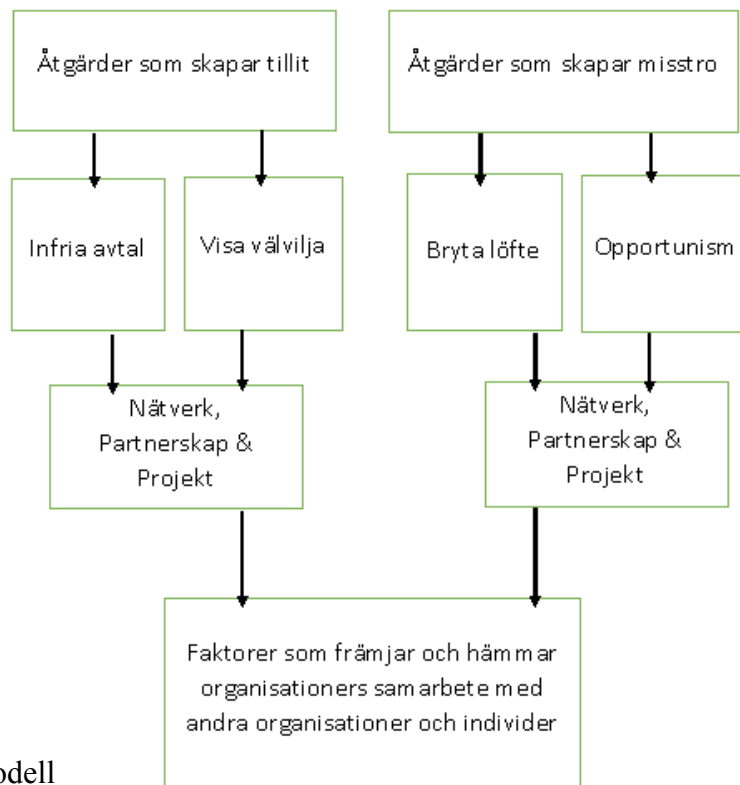 Åtgärder som skapar tillit
Åtgärder som skapar misstro
Infria avtal
Visa välvilja
Bryta löfte
Opportunism
Nätverk,
Partnerskap &
Projekt
Nätverk,
Partnerskap &
Projekt
Faktorer som främjar och hämmar
organisationers samarbete med
andra organisationer och individer
odell